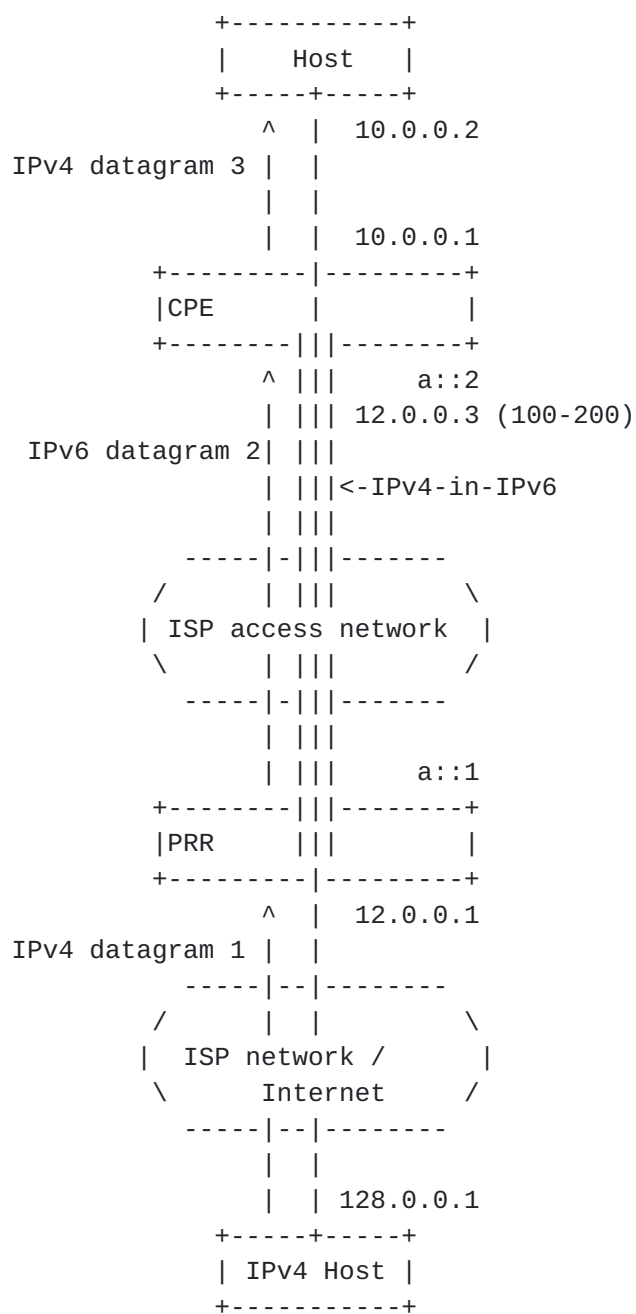 Host
10.0.0.2
IPv4 datagram 3
10.0.0.1
CPE
a::2
12.0.0.3 (100-200)
IPv6 datagram 2
<-IPv4-in-IPv6
ISP access network
a::1
PRR
12.0.0.1
IPv4 datagram 1
ISP network /
Internet
128.0.0.1
IPv4 Host